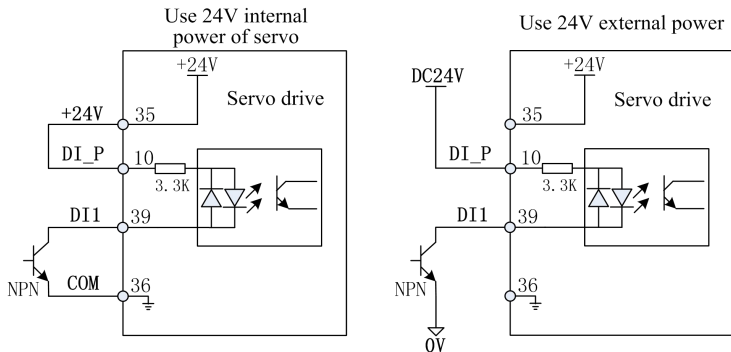 Use 24V internal
power of servo
+24V
Servo drive
+24V
35
DI_P
10
3.3K
DI1
39
NPN
COM
36
Use 24V external power
DC24V
+24V
Servo drive
35
DI_P
10
3.3K
DI1
39
NPN
36
0V